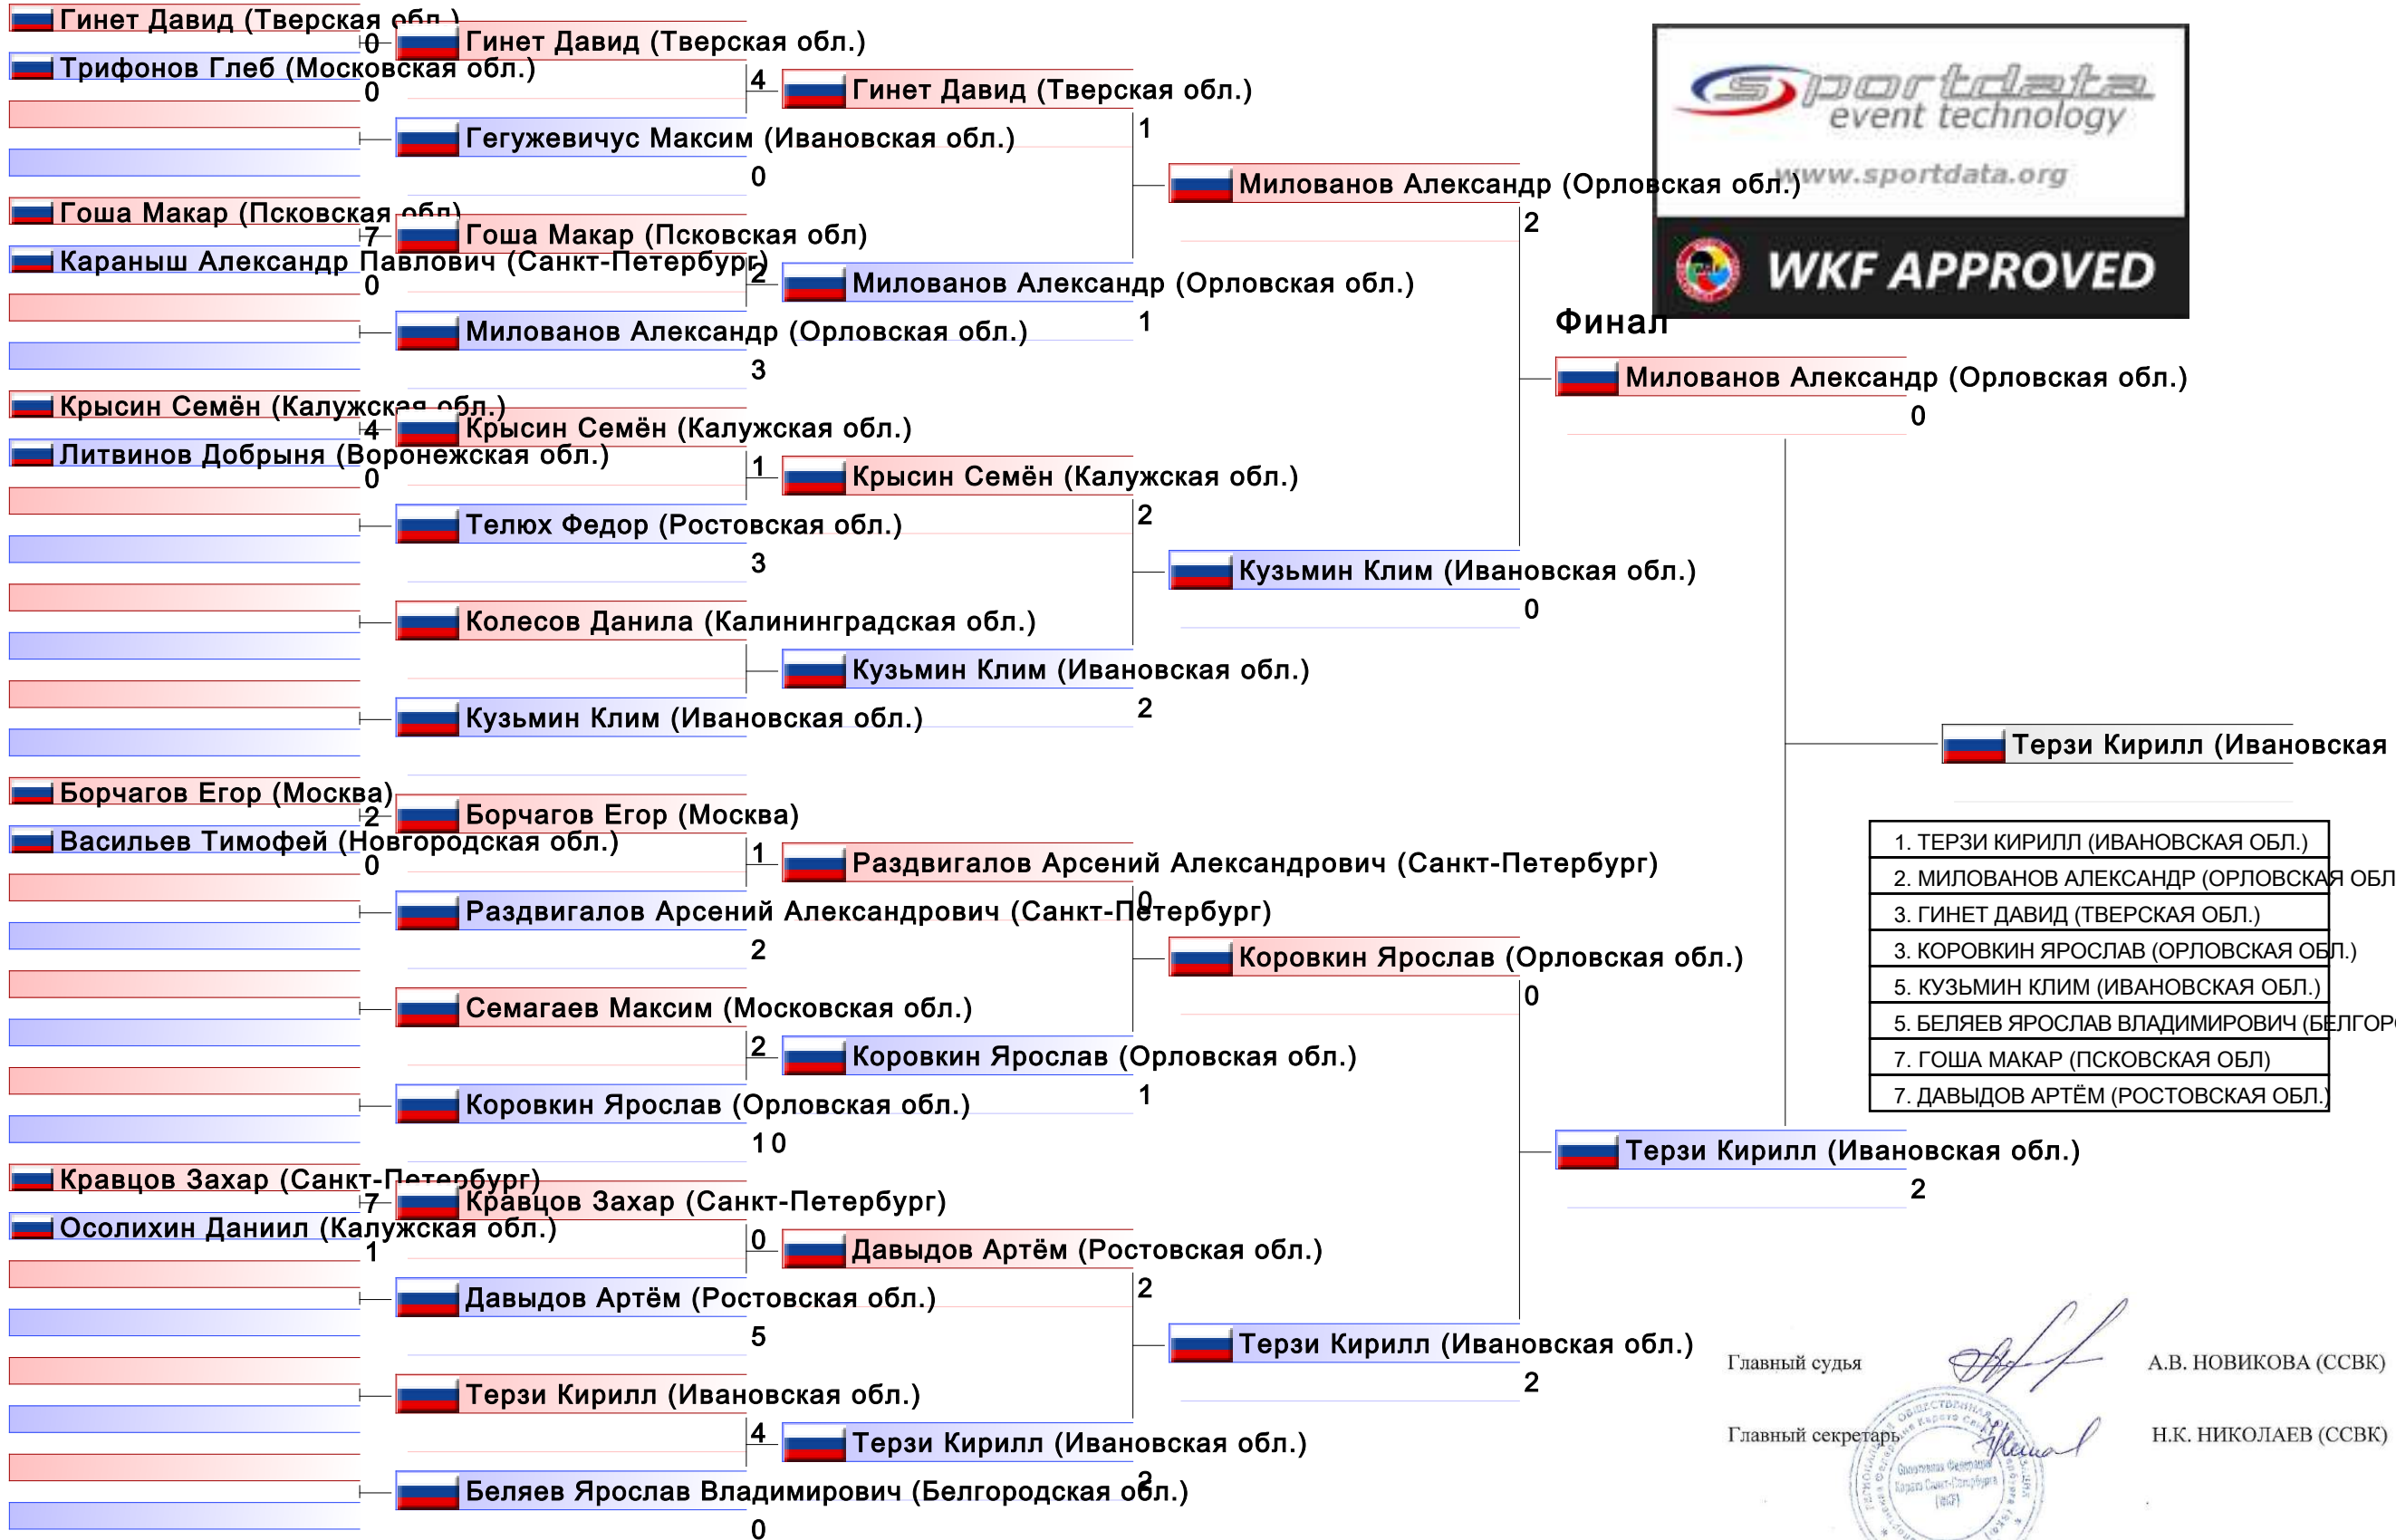 Гинет Давид (Тверская обл.)
0
Трифонов Глеб (Московская обл.)
0
Гоша Макар (Псковская обл)
7
Караныш Александр Павлович (Санкт-Петербург)
0
Крысин Семён (Калужская обл.)
4
Литвинов Добрыня (Воронежская обл.)
0
Борчагов Егор (Москва)
2
Васильев Тимофей (Новгородская обл.)
0
Кравцов Захар (Санкт-Петербург)
7
Осолихин Даниил (Калужская обл.)
1
Гинет Давид (Тверская обл.)
4
Гегужевичус Максим (Ивановская обл.)
0
Гоша Макар (Псковская обл)
2
Милованов Александр (Орловская обл.)
3
Крысин Семён (Калужская обл.)
1
Телюх Федор (Ростовская обл.)
3
Колесов Данила (Калининградская обл.)
Кузьмин Клим (Ивановская обл.)
Борчагов Егор (Москва)
1
Раздвигалов Арсений Александрович (Санкт-Петербург)
2
Семагаев Максим (Московская обл.)
2
Коровкин Ярослав (Орловская обл.)
10
Кравцов Захар (Санкт-Петербург)
0
Давыдов Артём (Ростовская обл.)
5
Терзи Кирилл (Ивановская обл.)
4
Беляев Ярослав Владимирович (Белгородская обл.)
0
Гинет Давид (Тверская обл.)
1
Милованов Александр (Орловская обл.)
1
Крысин Семён (Калужская обл.)
2
Кузьмин Клим (Ивановская обл.)
2
Раздвигалов Арсений Александрович (Санкт-Петербург)
0
Коровкин Ярослав (Орловская обл.)
1
Давыдов Артём (Ростовская обл.)
2
Терзи Кирилл (Ивановская обл.)
2
Милованов Александр (Орловская обл.)
2
Кузьмин Клим (Ивановская обл.)
0
Коровкин Ярослав (Орловская обл.)
0
Терзи Кирилл (Ивановская обл.)
2
sportdata
event technology
www.sportdata.org
WKF APPROVED
Финал
Милованов Александр (Орловская обл.)
0
Терзи Кирилл (Ивановская обл.)
2
Терзи Кирилл (Ивановская
1. ТЕРЗИ КИРИЛЛ (ИВАНОВСКАЯ ОБЛ.)
2. МИЛОВАНОВ АЛЕКСАНДР (ОРЛОВСКАЯ ОБЛ
3. ГИНЕТ ДАВИД (ТВЕРСКАЯ ОБЛ.)
3. КОРОВКИН ЯРОСЛАВ (ОРЛОВСКАЯ ОБЛ.)
5. КУЗЬМИН КЛИМ (ИВАНОВСКАЯ ОБЛ.)
5. БЕЛЯЕВ ЯРОСЛАВ ВЛАДИМИРОВИЧ (БЕЛГОРО
7. ГОША МАКАР (ПСКОВСКАЯ ОБЛ)
7. ДАВЫДОВ АРТЁМ (РОСТОВСКАЯ ОБЛ.)
Главный судья А.В. НОВИКОВА (ССВК)
Главный секретарь Н.К. НИКОЛАЕВ (ССВК)